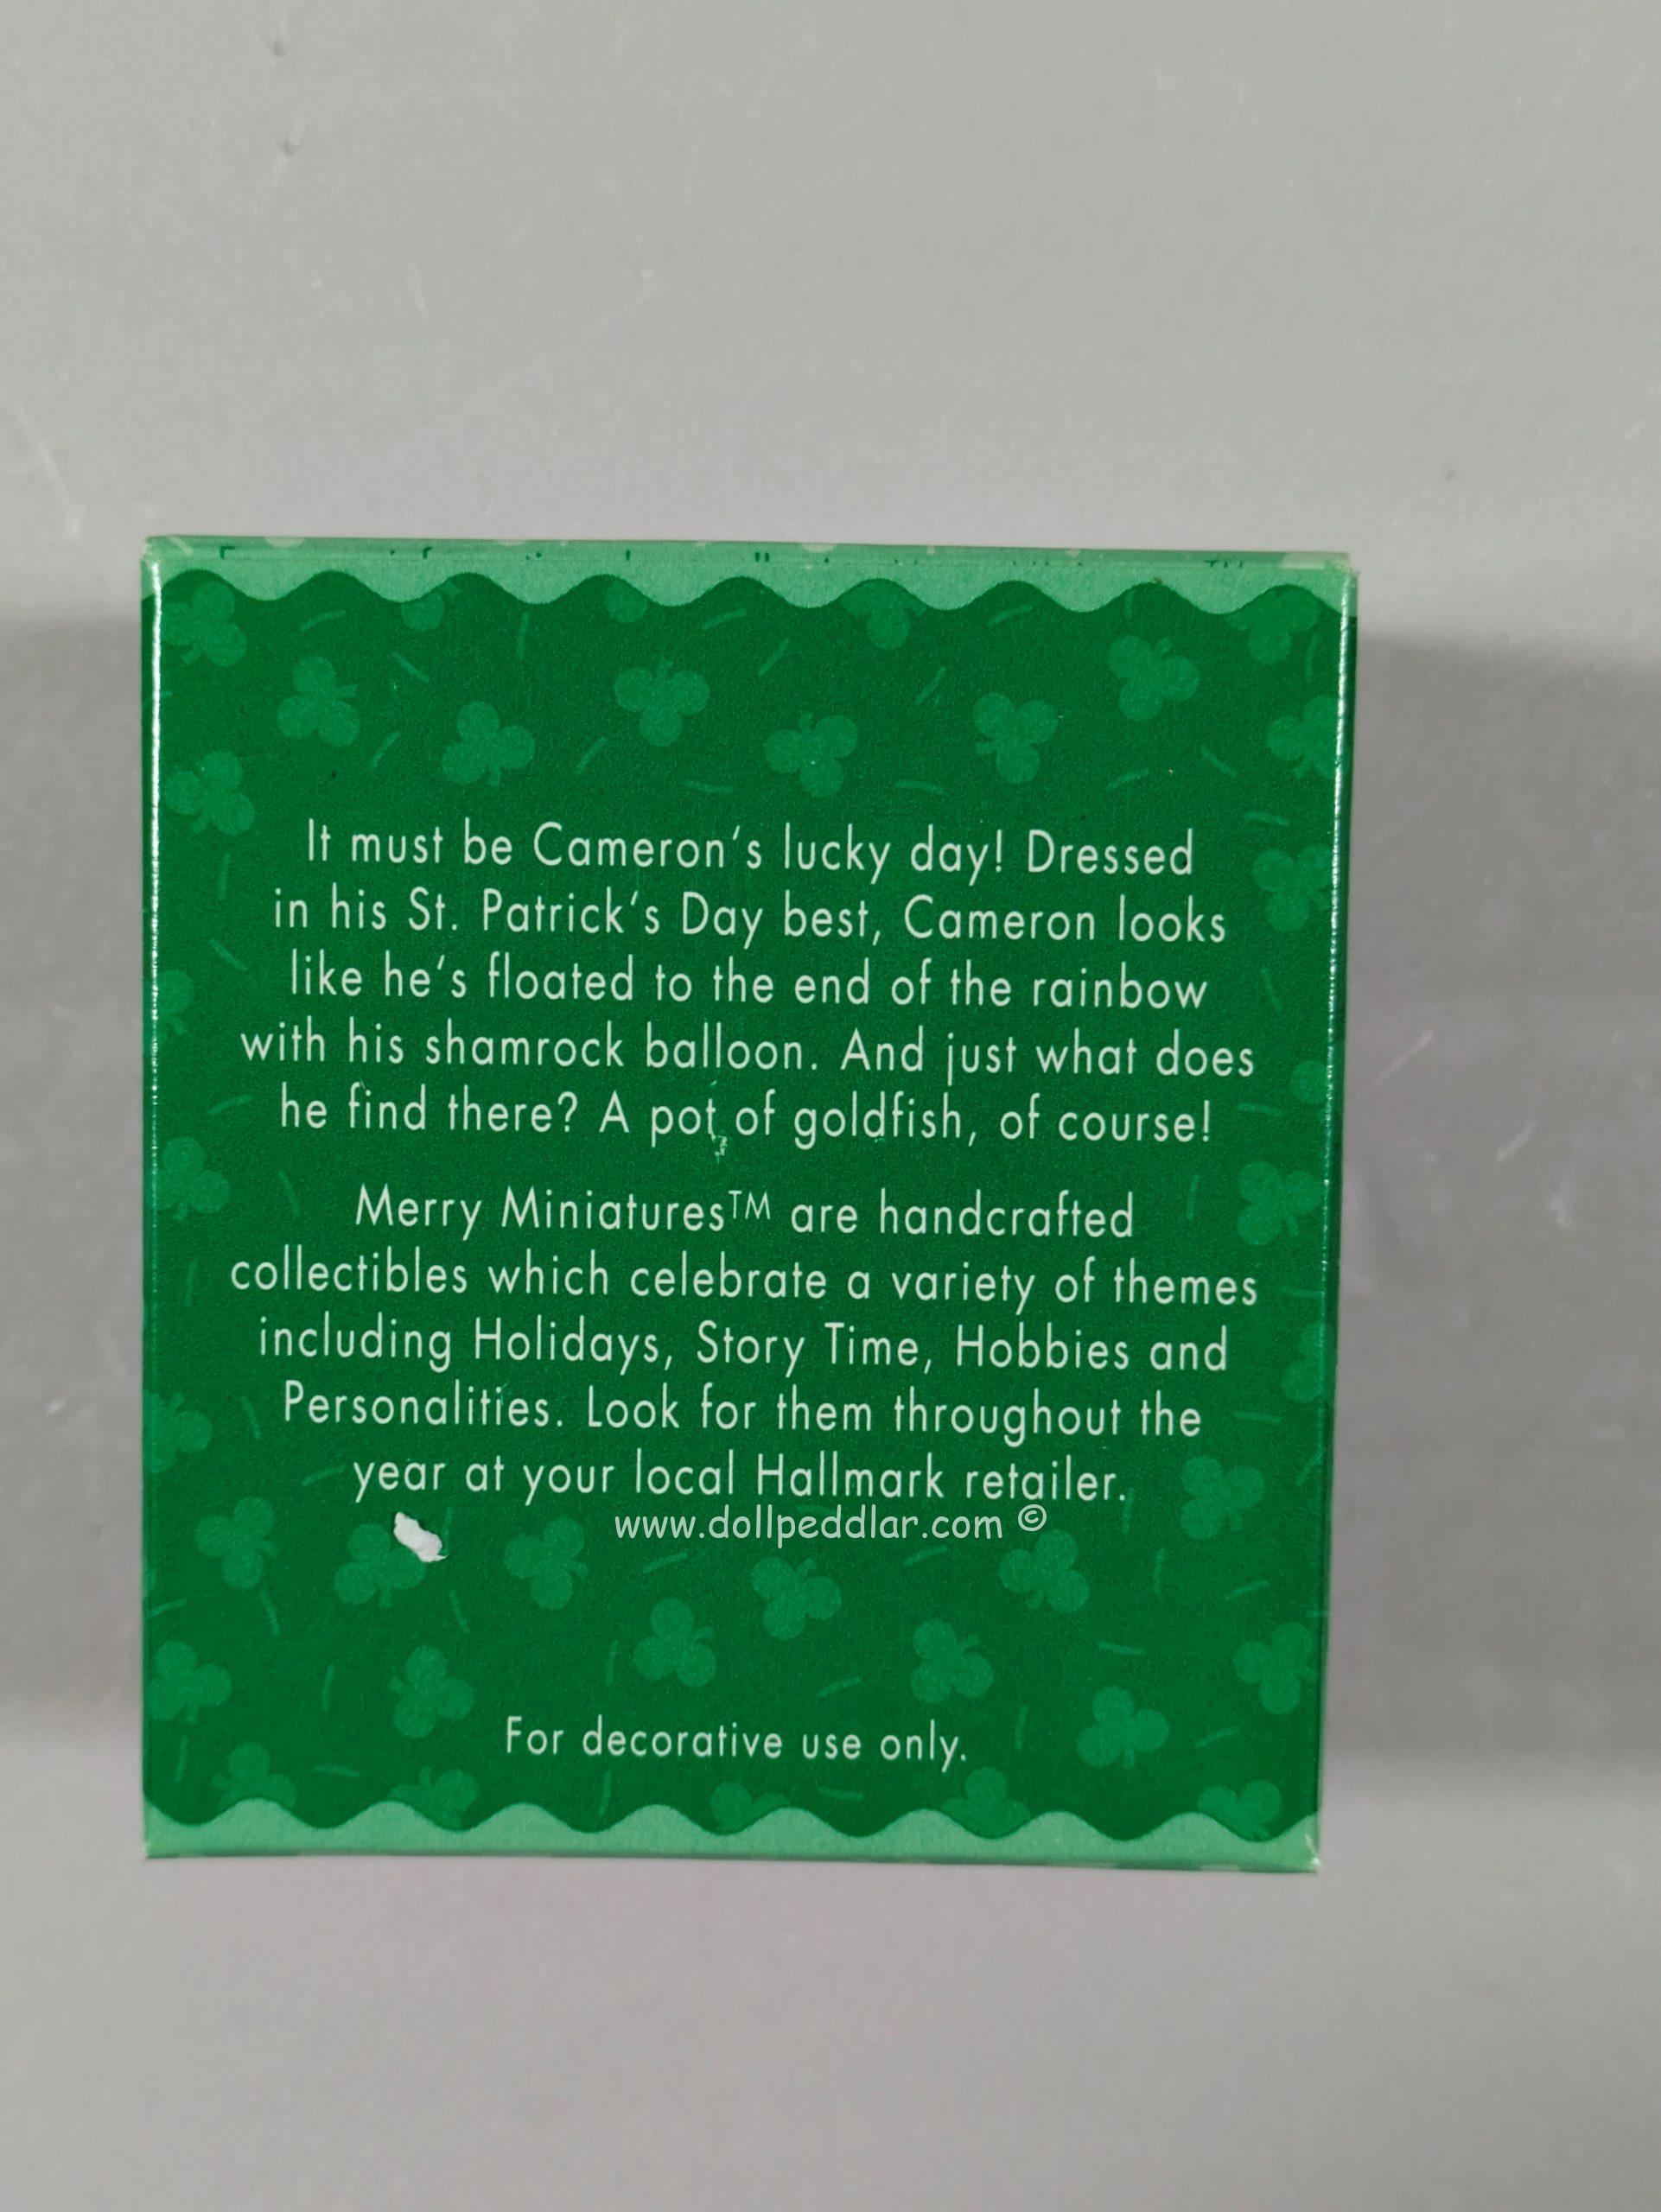 It must be Cameron's lucky day! Dressed
in his St. Patrick's Day best, Cameron looks
like he's floated to the end of the rainbow
with his shamrock balloon. And just what does
he find there? A pot of goldfish, of course!
Merry Miniatures™ are handcrafted
collectibles which celebrate a variety of themes
including Holidays, Story Time, Hobbies and
Personalities. Look for them throughout the
year at your local Hallmark retailer.
www.dollpeddlar.com ©
For decorative use only.